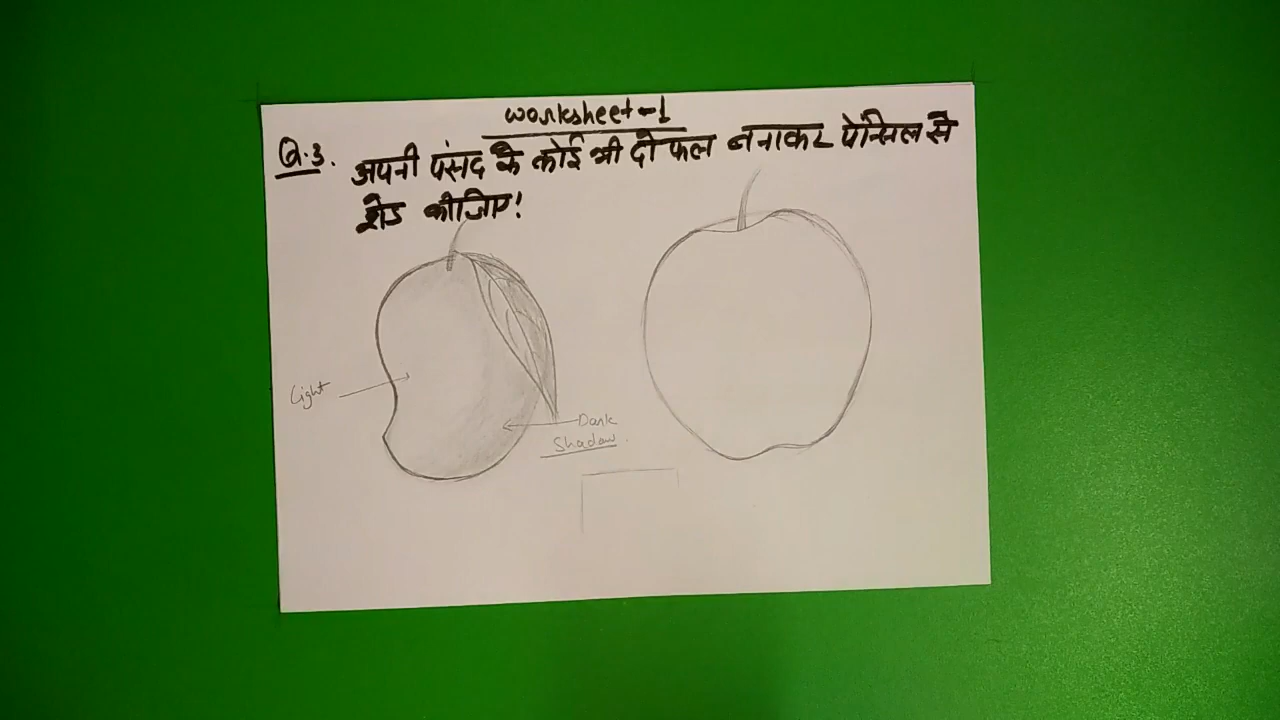 Worksheet-1
Q.3. अपनी पसंद के कोई भी दो फल बनाकर पेन्सिल से
शेड कीजिए!
Light
Dark
Shadow.